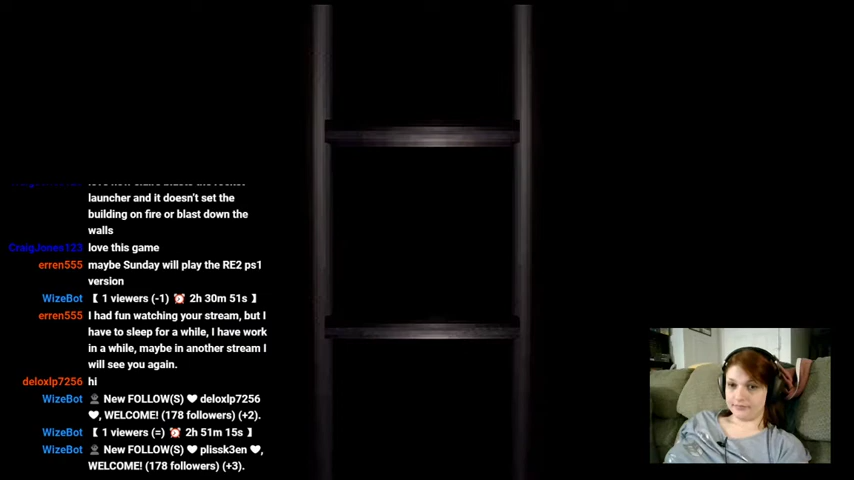 launcher and it doesn't set the
building on fire or blast down the
walls
CraigJones123 love this game
erren555 maybe Sunday will play the RE2 ps1
version
WizeBot 【 1 viewers (-1) ⏰ 2h 30m 51s 】
erren555 I had fun watching your stream, but I
have to sleep for a while, I have work
in a while, maybe in another stream I
will see you again.
deloxlp7256 hi
WizeBot 👤 New FOLLOW(S) ❤ deloxlp7256
❤, WELCOME! (178 followers) (+2).
WizeBot 【 1 viewers (=) ⏰ 2h 51m 15s 】
WizeBot 👤 New FOLLOW(S) ❤ plissk3en ❤,
WELCOME! (178 followers) (+3).